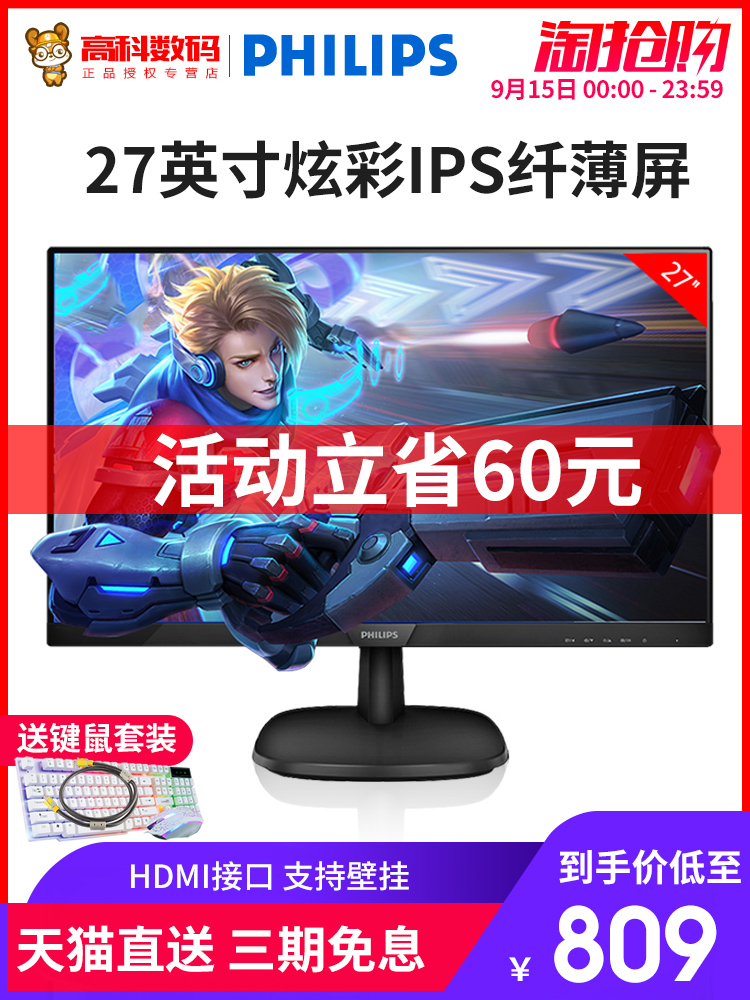 高科数码
正品授权专营店
PHILIPS
淘抢购
9月15日 00:00 - 23:59
27英寸炫彩IPS纤薄屏
27"
活动立省60元
PHILIPS
送键鼠套装
HDMI接口 支持壁挂
到手价低至
天猫直送 三期免息
¥ 809